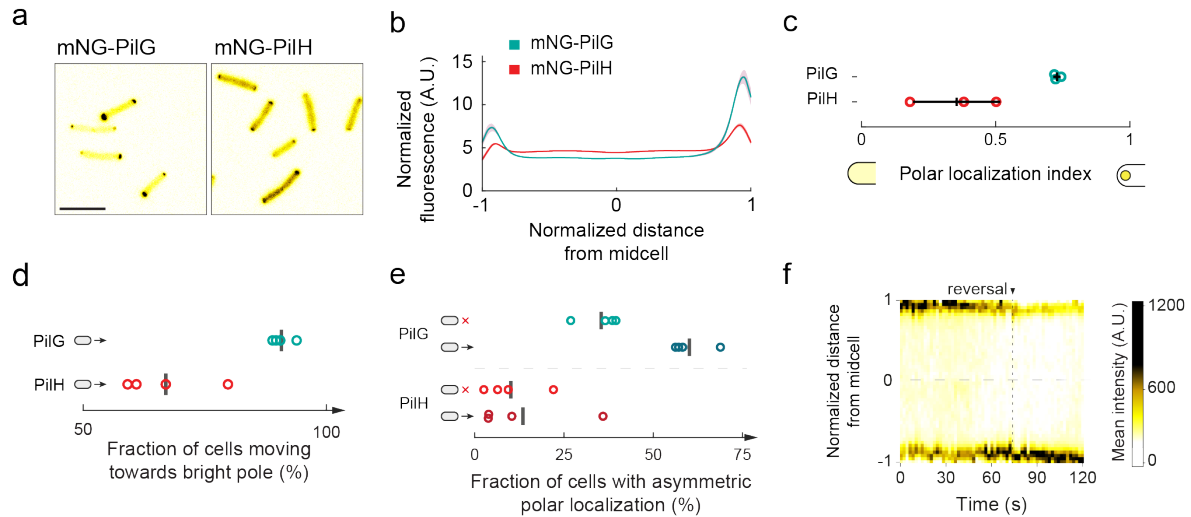 a
mNG-PilG
mNG-PilH
b
mNG-PilG
mNG-PilH
Normalized
fluorescence (A.U.)
15
10
5
0
-1
0
1
Normalized distance
from midcell
c
PilG
PilH
0
0.5
1
Polar localization index
d
PilG
PilH
50
100
Fraction of cells moving
towards bright pole (%)
e
PilG
PilH
0
25
50
75
Fraction of cells with asymmetric
polar localization (%)
f
reversal
Normalized distance
from midcell
1
0
-1
0
30
60
90
120
Time (s)
Mean intensity (A.U.)
1200
600
0